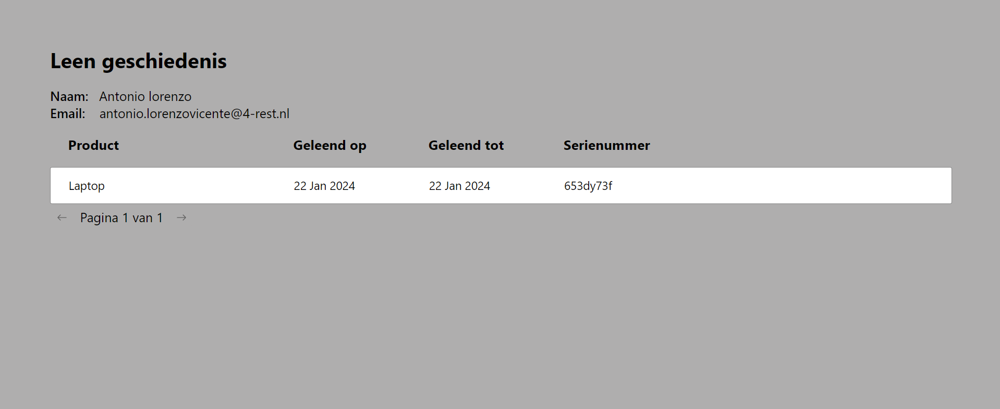 Leen geschiedenis
Naam: Antonio lorenzo
Email: antonio.lorenzovicente@4-rest.nl
Product Geleend op Geleend tot Serienummer
Laptop 22 Jan 2024 22 Jan 2024 653dy73f
← Pagina 1 van 1 →